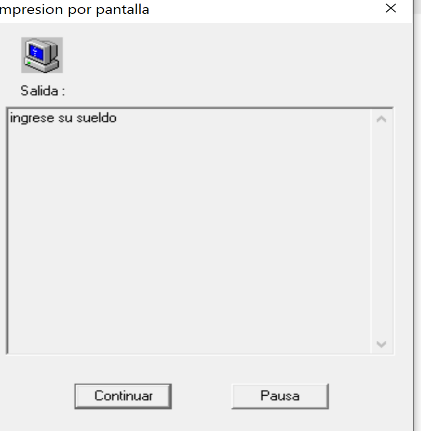 mpresion por pantalla
Salida :
ingrese su sueldo
Continuar
Pausa